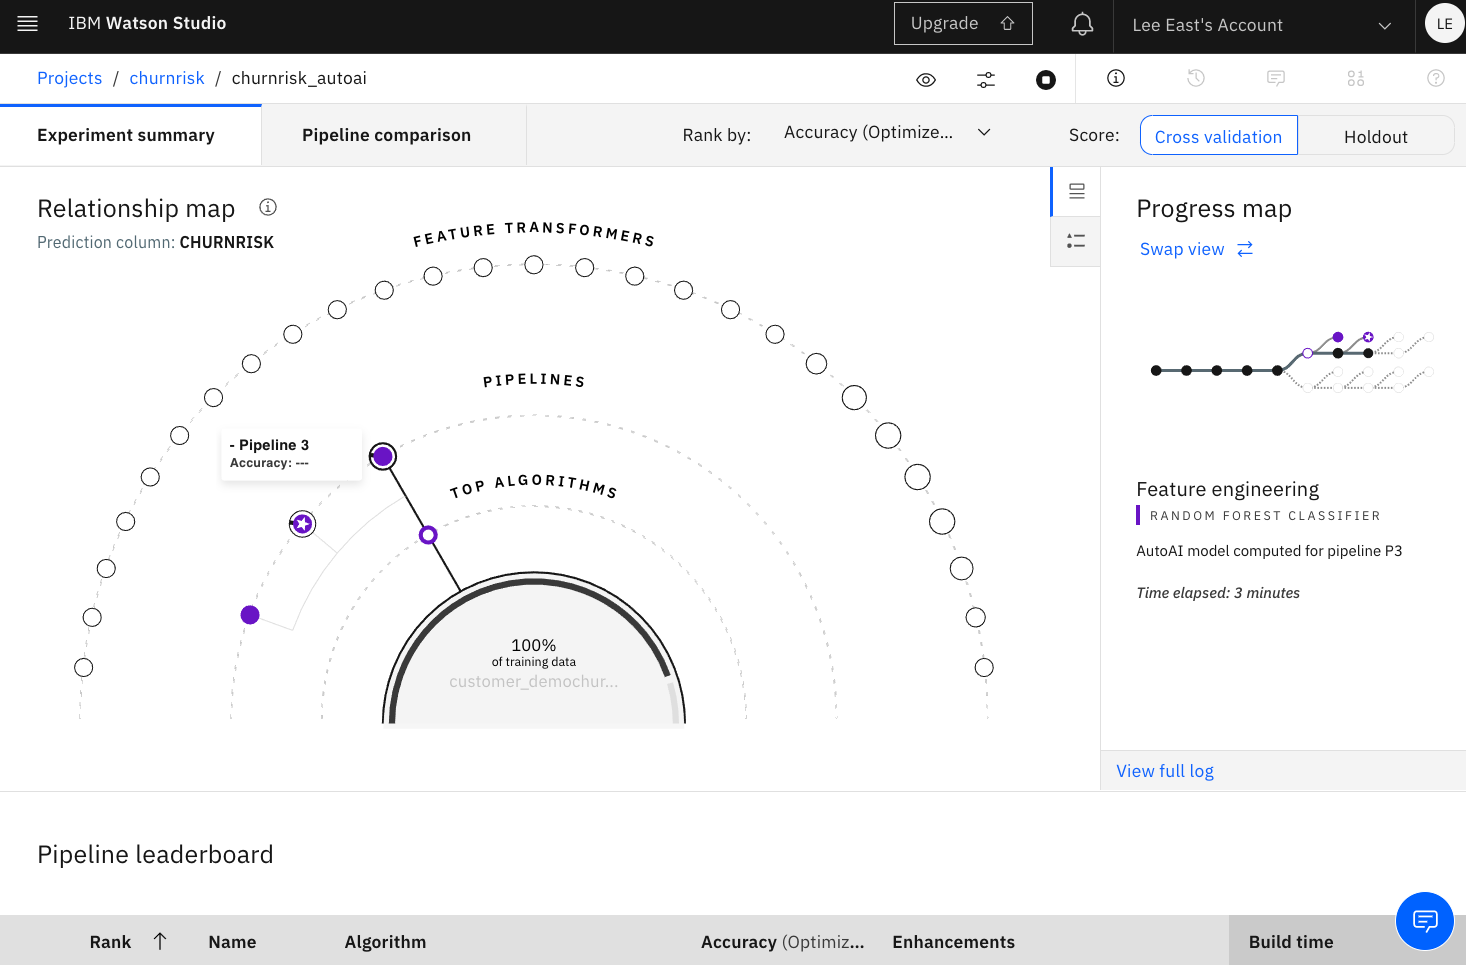 IBM Watson Studio
Upgrade
Lee East's Account
LE
Projects / churnrisk / churnrisk_autoai
Experiment summary
Pipeline comparison
Rank by:
Accuracy (Optimize...
Score:
Cross validation
Holdout
Relationship map
Prediction column: CHURNRISK
FEATURE TRANSFORMERS
PIPELINES
- Pipeline 3
Accuracy: ---
TOP ALGORITHMS
100%
of training data
customer_demochur...
Progress map
Swap view
Feature engineering
RANDOM FOREST CLASSIFIER
AutoAI model computed for pipeline P3
Time elapsed: 3 minutes
View full log
Pipeline leaderboard
Rank
Name
Algorithm
Accuracy (Optimiz...
Enhancements
Build time